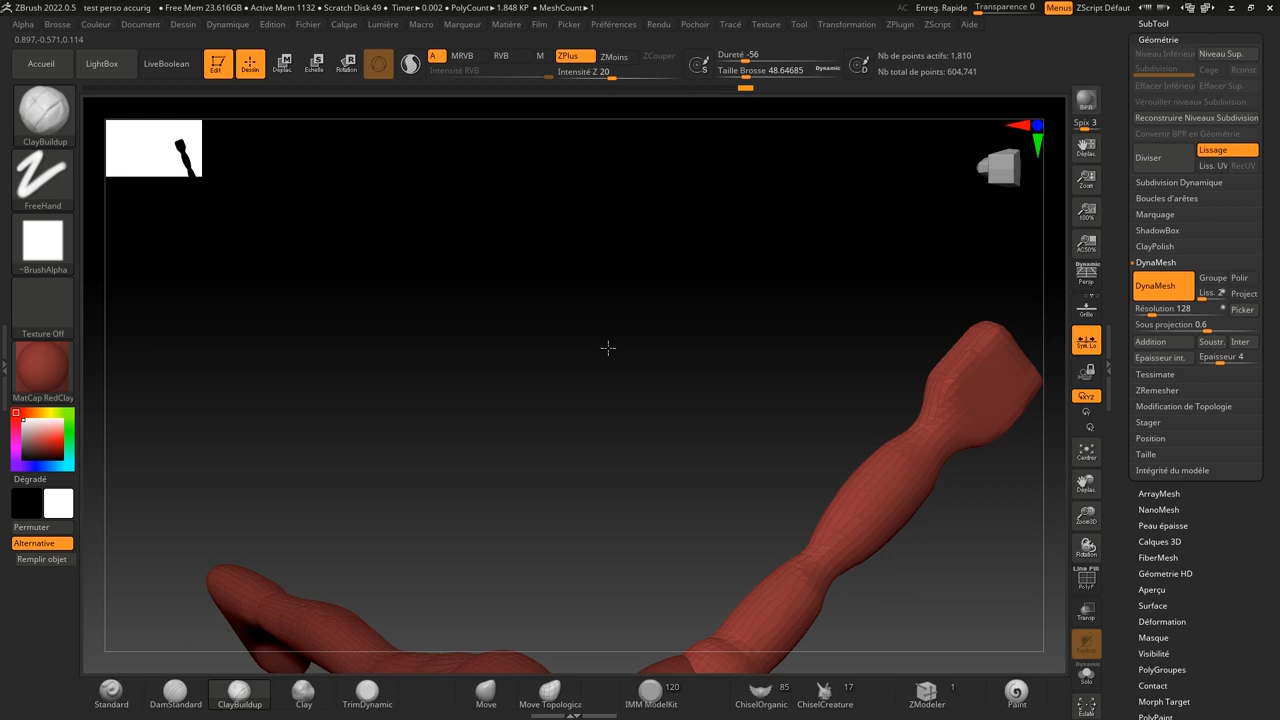 ZBrush 2022.0.5 test perso accurig • Free Mem 23.616GB • Active Mem 1132 • Scratch Disk 49 • Timer▸0.002 • PolyCount▸1.848 KP • MeshCount▸1 AC Enreg. Rapide Transparence 0 Menus ZScript Défaut
Alpha Brosse Couleur Document Dessin Dynamique Edition Fichier Calque Lumière Macro Marqueur Matière Film Picker Préférences Rendu Pochoir Tracé Texture Tool Transformation ZPlugin ZScript Aide
0.897,-0.571,0.114
Accueil LightBox LiveBoolean
Edit Dessin Déplac. Echelle Rotation
A MRVB RVB M
Intensité RVB
ZPlus ZMoins ZCouper
Intensité Z 20
S
Dureté -56
Taille Brosse 48.64685 Dynamic
D
Nb de points actifs: 1,810
Nb total de points: 604,741
ClayBuildup
FreeHand
~BrushAlpha
Texture Off
MatCap RedClay
Dégradé
Permuter
Alternative
Remplir objet
BPR
Spix 3
Déplac.
Zoom
100%
AC50%
Dynamic
Persp
Grille
Sym.Lo
XYZ
Centrer
Déplac.
Zoom3D
Rotation
Line Fill
PolyF
Transp
Dynamic
Solo
Eclaté
SubTool
Géométrie
Niveau Inférieur Niveau Sup.
Subdivision Cage Rconst
Effacer Inférieur Effacer Sup.
Vérouiller niveaux Subdivision
Reconstruire Niveaux Subdivision
Convertir BPR en Géométrie
Diviser Lissage
Liss. UV RecUV
Subdivision Dynamique
Boucles d'arêtes
Marquage
ShadowBox
ClayPolish
DynaMesh
DynaMesh Groupe Polir
Liss. 2 Project
Résolution 128 Picker
Sous projection 0.6
Addition Soustr. Inter
Epaisseur int. Epaisseur 4
Tessimate
ZRemesher
Modification de Topologie
Stager
Position
Taille
Intégrité du modèle
ArrayMesh
NanoMesh
Peau épaisse
Calques 3D
FiberMesh
Géometrie HD
Aperçu
Surface
Déformation
Masque
Visibilité
PolyGroupes
Contact
Morph Target
PolyPaint
Standard DamStandard ClayBuildup Clay TrimDynamic Move Move Topologica 120 IMM ModelKit 85 ChiselOrganic 17 ChiselCreature 1 ZModeler Paint